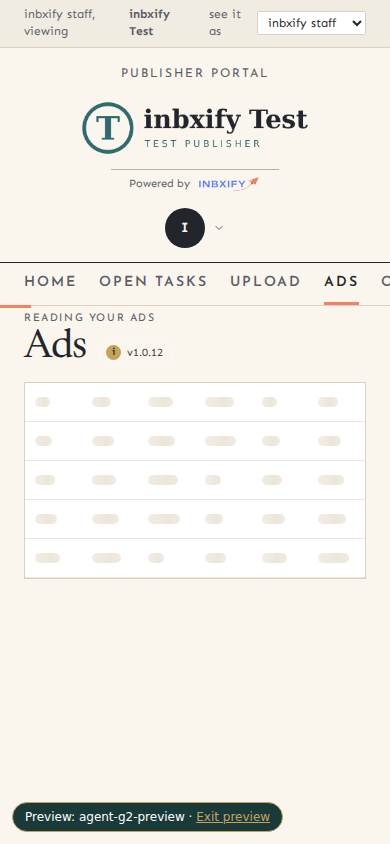 inbxify staff, viewing
inbxify Test
see it as
inbxify staff
PUBLISHER PORTAL
T
inbxify Test
TEST PUBLISHER
Powered by INBXIFY
I
HOME OPEN TASKS UPLOAD ADS
READING YOUR ADS
Ads
i v1.0.12
Preview: agent-g2-preview · Exit preview